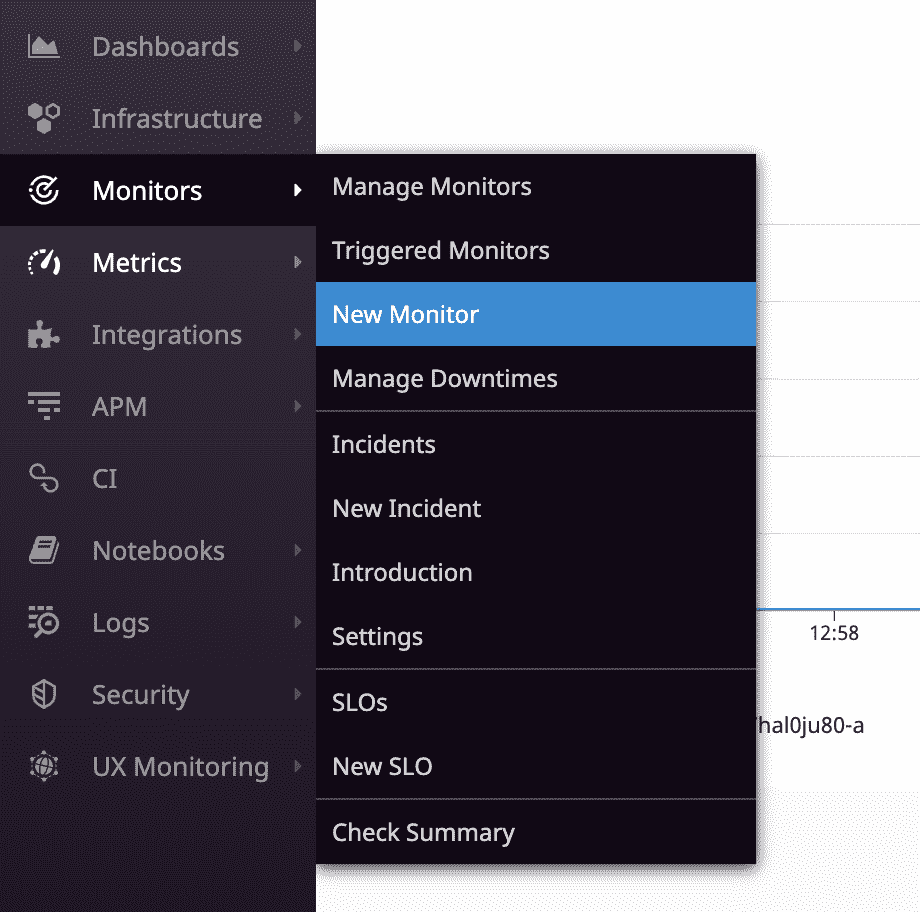 Dashboards
Infrastructure
Monitors
Metrics
Integrations
APM
CI
Notebooks
Logs
Security
UX Monitoring
Manage Monitors
Triggered Monitors
New Monitor
Manage Downtimes
Incidents
New Incident
Introduction
Settings
SLOs
New SLO
Check Summary
12:58
hal0ju80-a